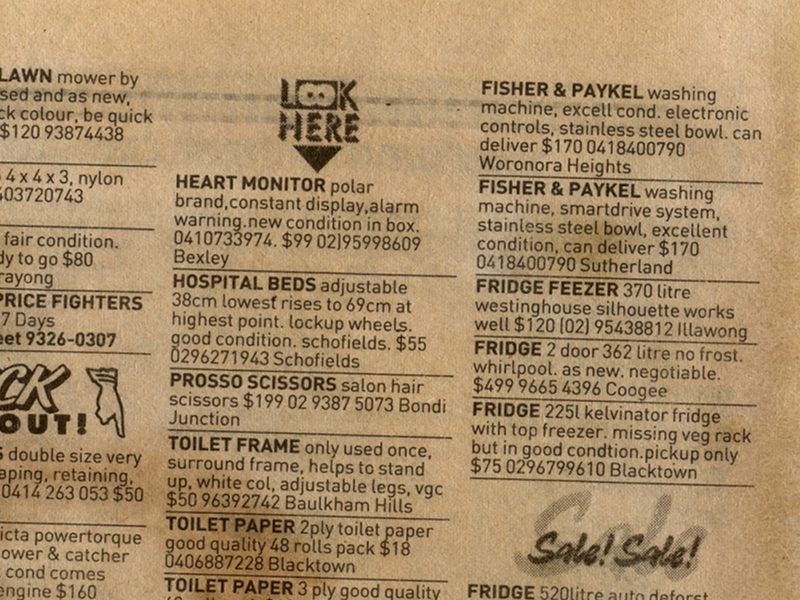 LAWN mower by
sed and as new,
ck colour, be quick
$120 93874438
4 x 4 x 3, nylon
403720743
fair condition.
dy to go $80
rayong
PRICE FIGHTERS
7 Days
eet 9326-0307
CK
OUT!
S double size very
aping, retaining,
0414 263 053 $50
icta powertorque
ower & catcher
cond comes
engine $160
LOOK
HERE
HEART MONITOR polar
brand,constant display,alarm
warning.new condition in box.
0410733974. $99 02)95998609
Bexley
HOSPITAL BEDS adjustable
38cm lowest rises to 69cm at
highest point. lockup wheels.
good condition. schofields. $55
0296271943 Schofields
PROSSO SCISSORS salon hair
scissors $199 02 9387 5073 Bondi
Junction
TOILET FRAME only used once,
surround frame, helps to stand
up, white col, adjustable legs, vgc
$50 96392742 Baulkham Hills
TOILET PAPER 2ply toilet paper
good quality 48 rolls pack $18
0406887228 Blacktown
TOILET PAPER 3 ply good quality
FISHER & PAYKEL washing
machine, excell cond. electronic
controls, stainless steel bowl. can
deliver $170 0418400790
Woronora Heights
FISHER & PAYKEL washing
machine, smartdrive system,
stainless steel bowl, excellent
condition, can deliver $170
0418400790 Sutherland
FRIDGE FEEZER 370 litre
westinghouse silhouette works
well $120 (02) 95438812 Illawong
FRIDGE 2 door 362 litre no frost.
whirlpool. as new. negotiable.
$499 9665 4396 Coogee
FRIDGE 225l kelvinator fridge
with top freezer. missing veg rack
but in good condtion.pickup only
$75 0296799610 Blacktown
Sale
Sale! Sale!
FRIDGE 520litre auto deforst